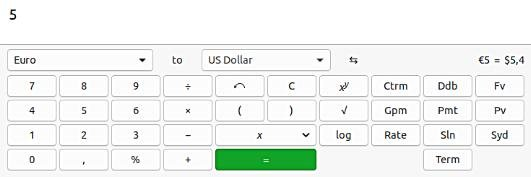 5
Euro to US Dollar ⇆ €5 = $5,4
7 8 9 ÷ ↶ C xʸ Ctrm Ddb Fv
4 5 6 × ( ) √ Gpm Pmt Pv
1 2 3 − x log Rate Sln Syd
0 , % + = Term